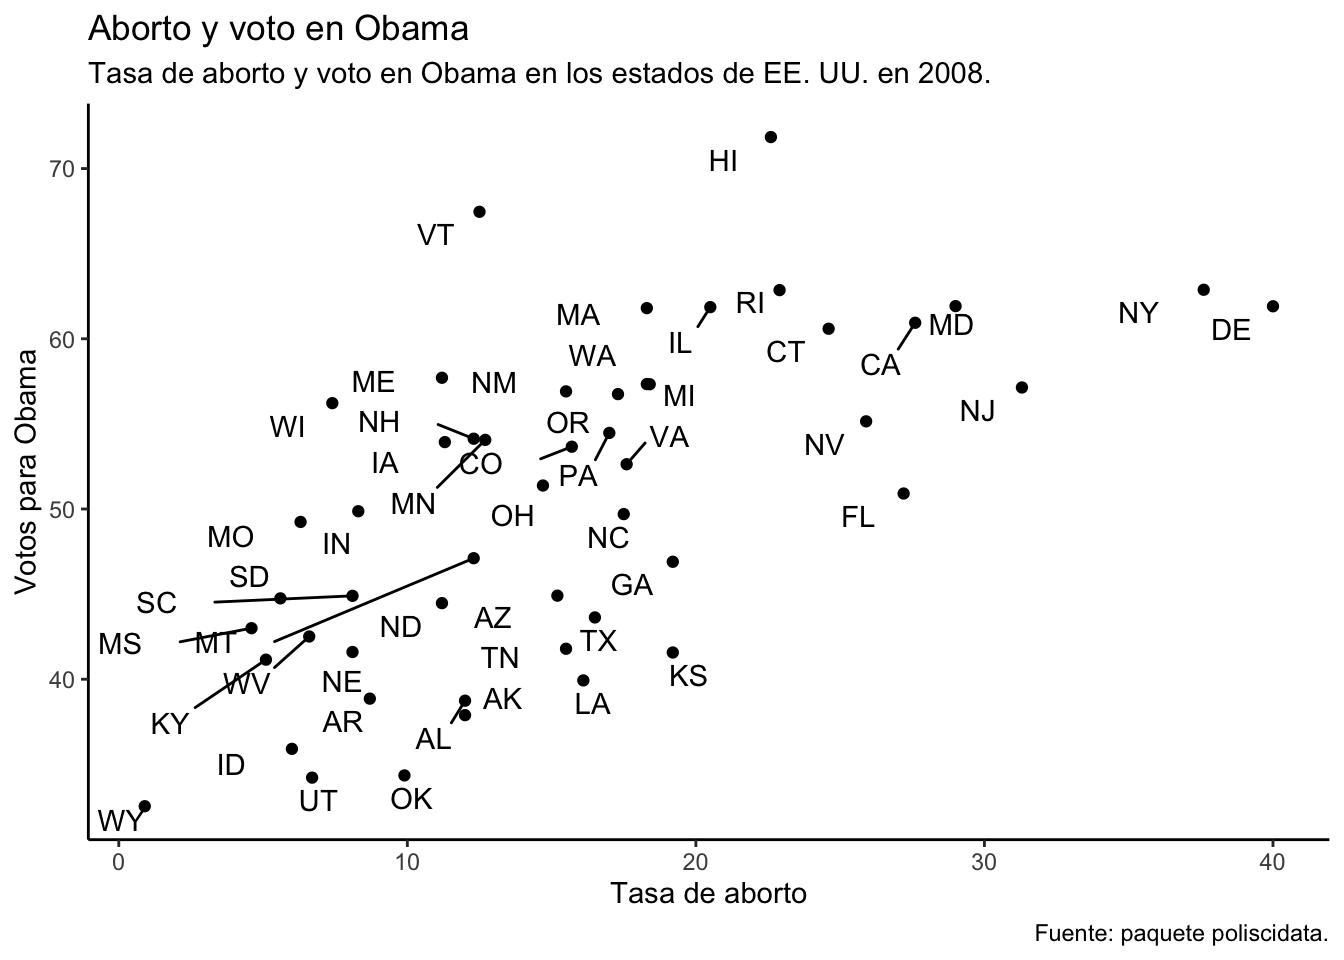 Aborto y voto en Obama
Tasa de aborto y voto en Obama en los estados de EE. UU. en 2008.
HI
70
VT
MA
RI
NY
MD
DE
60
IL
WA
CT
CA
ME
NM
MI
NH
OR
NJ
WI
VA
NV
IA
CO
PA
MN
50
OH
FL
MO
IN
NC
SD
GA
SC
ND
AZ
MS
MT
TX
TN
40
WV
NE
KS
AK
LA
KY
AR
AL
ID
UT
OK
WY
Votos para Obama
0
10
20
30
40
Tasa de aborto
Fuente: paquete poliscidata.